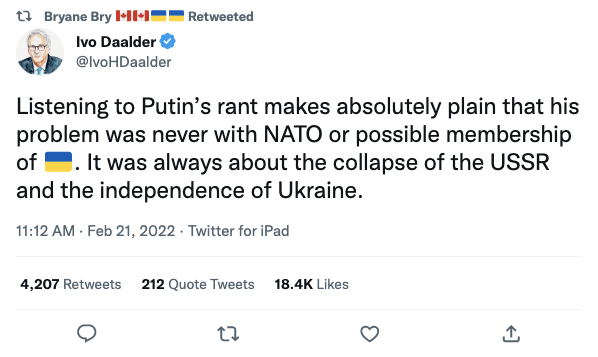 Bryane Bry 🇨🇦🇨🇦🇺🇦🇺🇦 Retweeted
Ivo Daalder
@IvoHDaalder
Listening to Putin’s rant makes absolutely plain that his
problem was never with NATO or possible membership
of 🇺🇦. It was always about the collapse of the USSR
and the independence of Ukraine.
11:12 AM · Feb 21, 2022 · Twitter for iPad
4,207 Retweets 212 Quote Tweets 18.4K Likes